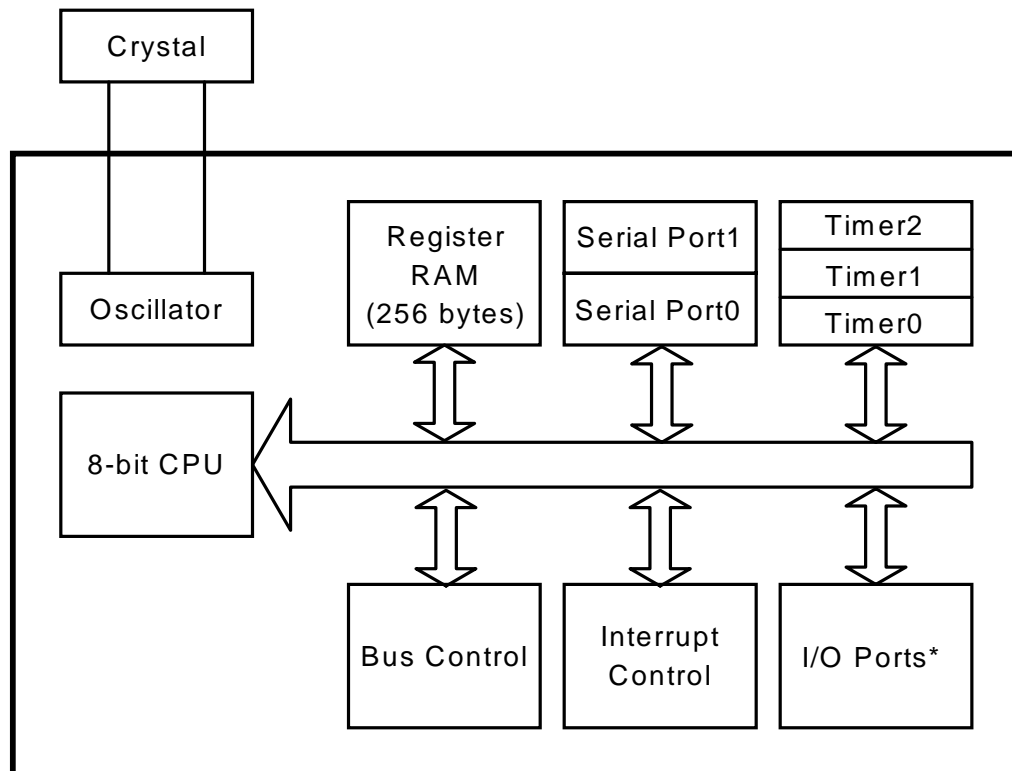 Crystal
Oscillator
Register
RAM
(256 bytes)
Serial Port1
Serial Port0
Timer2
Timer1
Timer0
8-bit CPU
Bus Control
Interrupt
Control
I/O Ports*